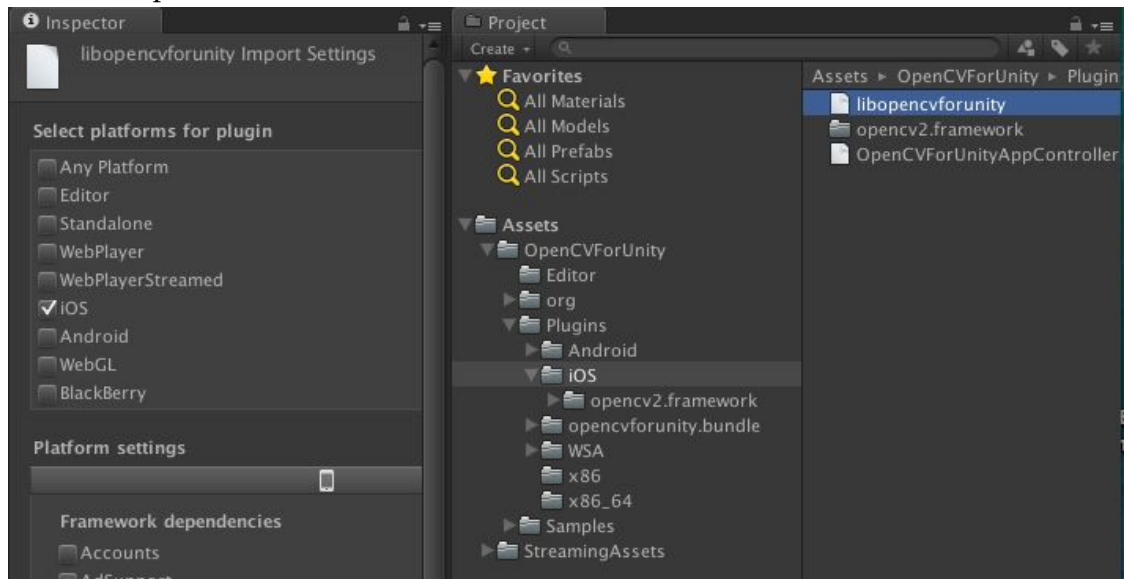 Inspector
libopencvforunity Import Settings
Select platforms for plugin
Any Platform
Editor
Standalone
WebPlayer
WebPlayerStreamed
iOS
Android
WebGL
BlackBerry
Platform settings
Framework dependencies
Accounts
AdSupport
Project
Create
Favorites
All Materials
All Models
All Prefabs
All Scripts
Assets
OpenCVForUnity
Editor
org
Plugins
Android
iOS
opencv2.framework
opencvforunity.bundle
WSA
x86
x86_64
Samples
StreamingAssets
Assets ▸ OpenCVForUnity ▸ Plugin
libopencvforunity
opencv2.framework
OpenCVForUnityAppController